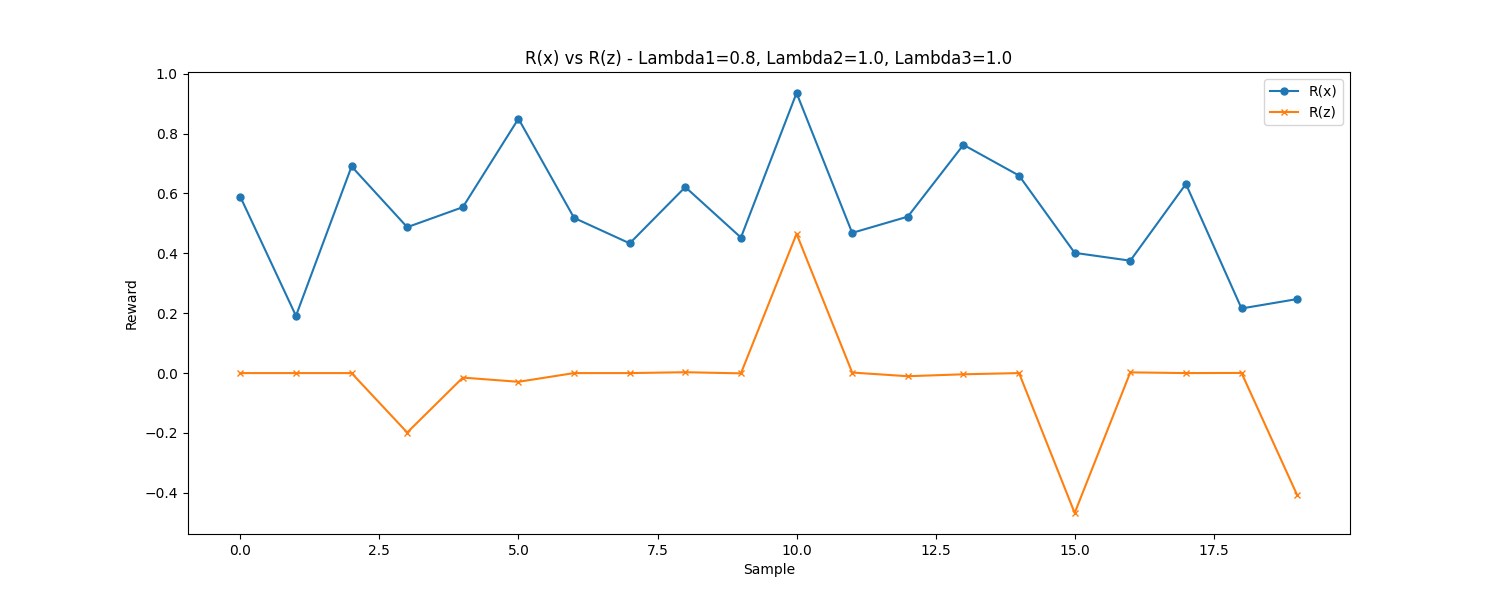 R(x) vs R(z) - Lambda1=0.8, Lambda2=1.0, Lambda3=1.0
R(x)
R(z)
Reward
1.0
0.8
0.6
0.4
0.2
0.0
−0.2
−0.4
0.0 2.5 5.0 7.5 10.0 12.5 15.0 17.5
Sample